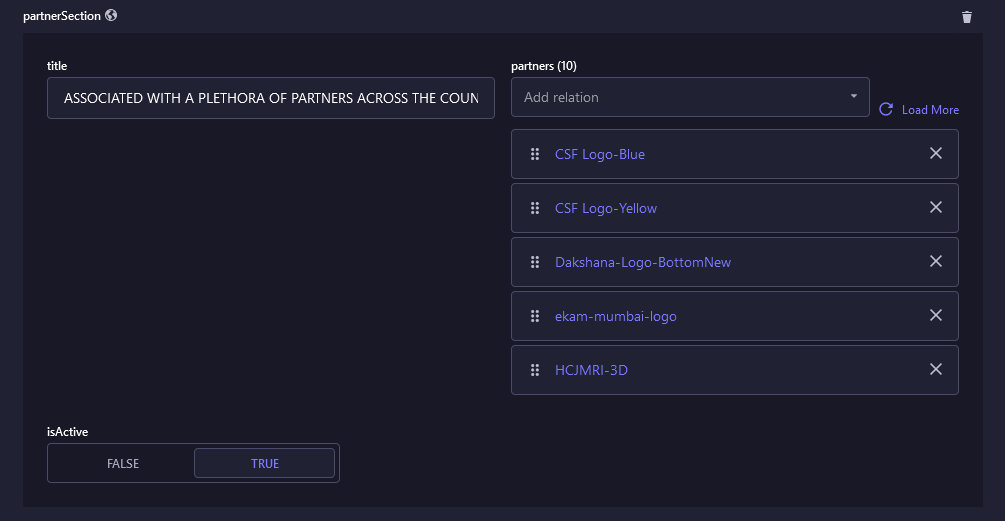 partnerSection
title
ASSOCIATED WITH A PLETHORA OF PARTNERS ACROSS THE COUN
partners (10)
Add relation
Load More
CSF Logo-Blue
CSF Logo-Yellow
Dakshana-Logo-BottomNew
ekam-mumbai-logo
HCJMRI-3D
isActive
FALSE
TRUE